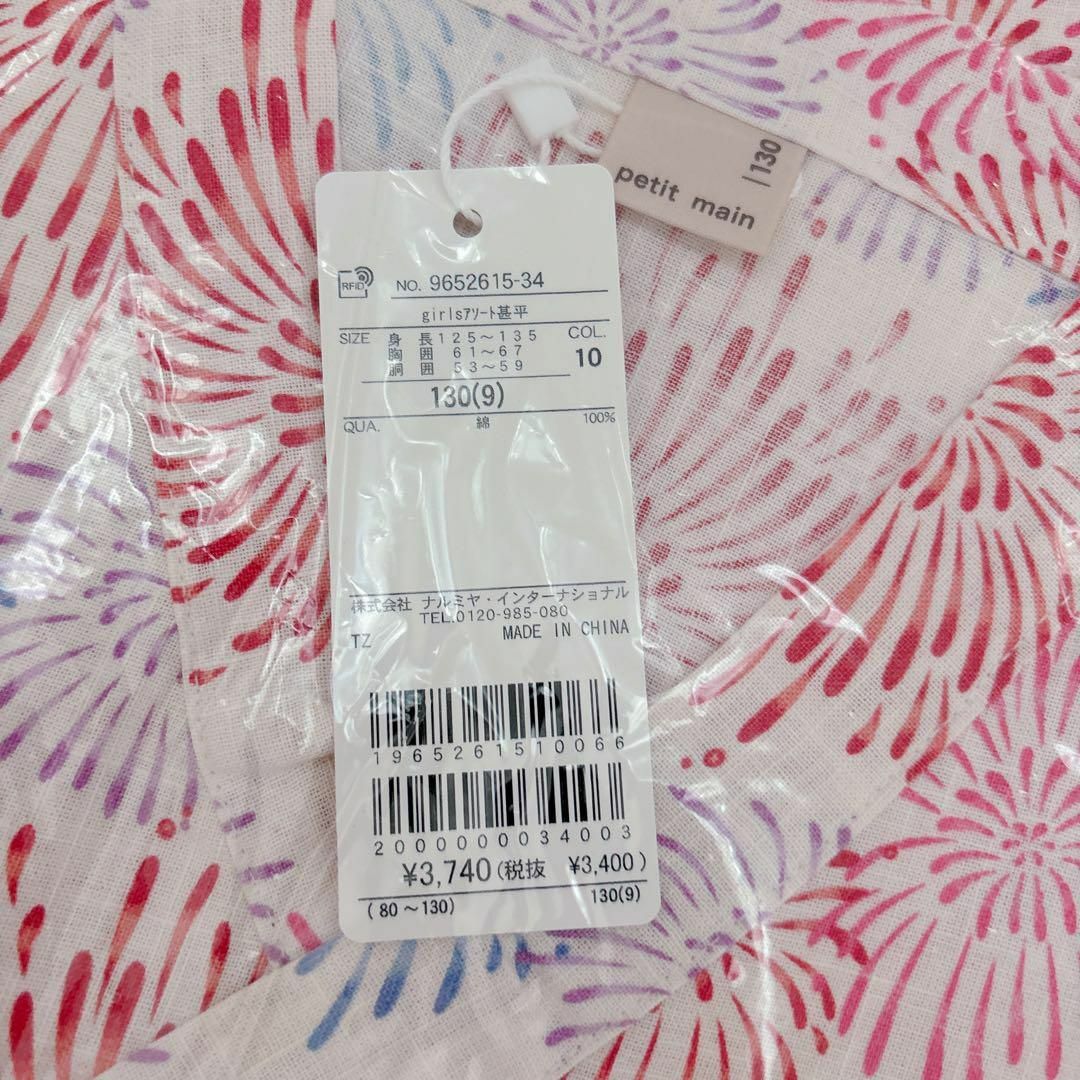 petit main
130
RFID
NO. 9652615-34
girlsアソート甚平
SIZE 身長125～135 COL.
胸囲 61～67 10
胴囲 53～59
130(9)
QUA. 綿 100%
株式会社 ナルミヤ・インターナショナル
TEL.0120-985-080
TZ MADE IN CHINA
1965261510066
2000000034003
¥3,740(税抜 ¥3,400)
(80～130) 130(9)